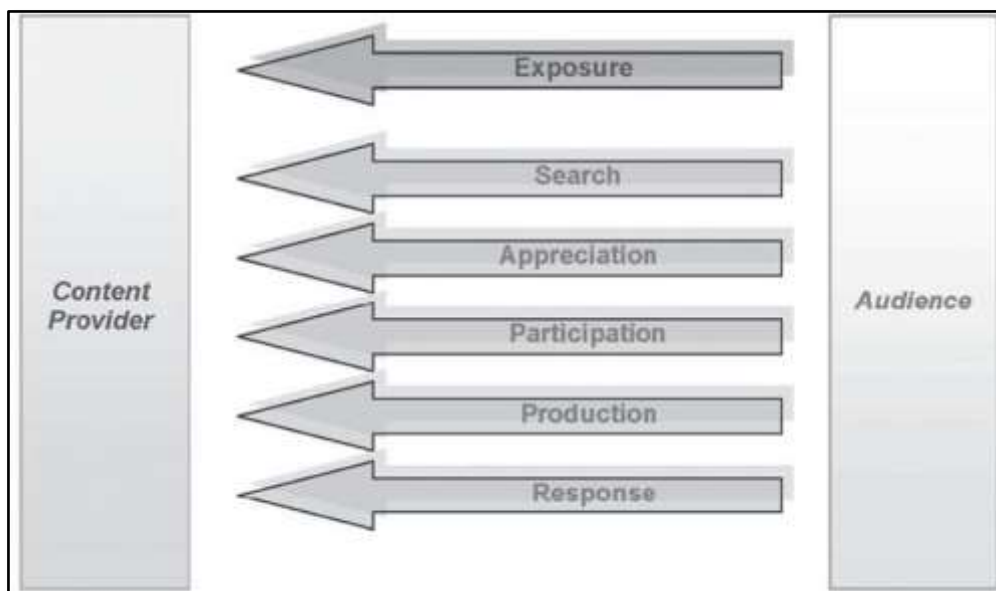 Exposure
Search
Appreciation
Content
Provider
Audience
Participation
Production
Response